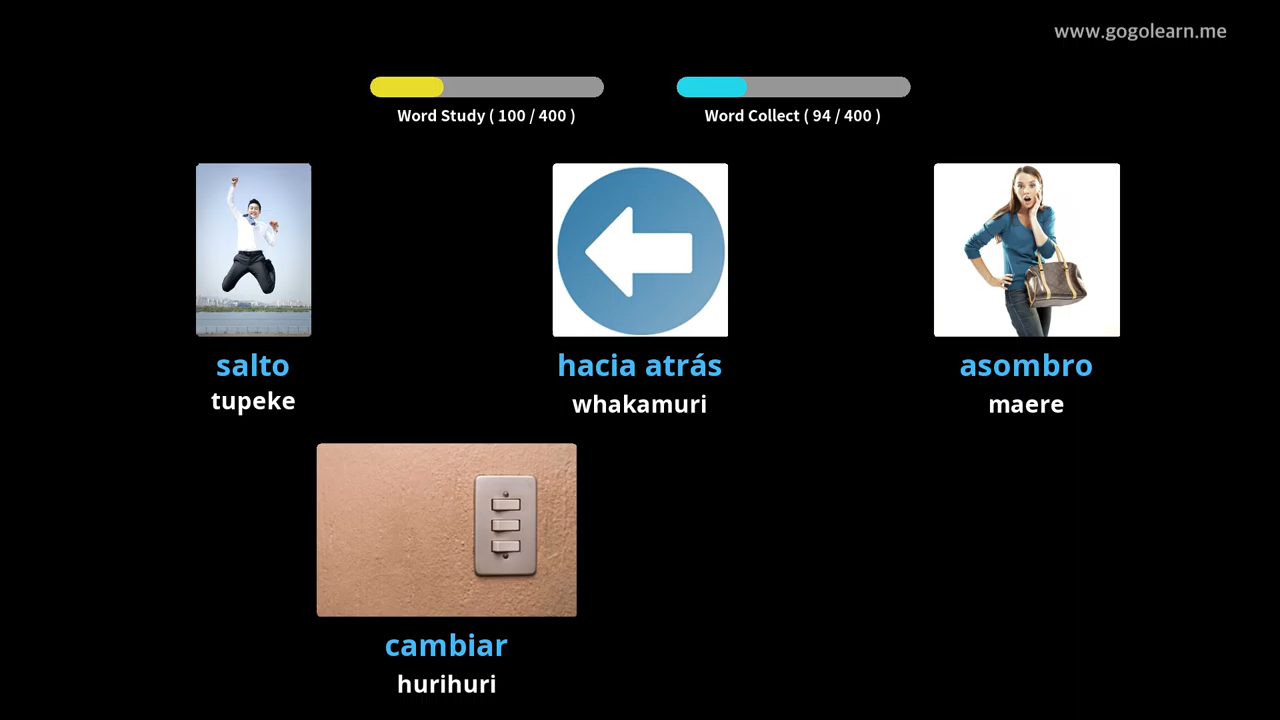 www.gogolearn.me
Word Study ( 100 / 400 )
Word Collect ( 94 / 400 )
salto
tupeke
hacia atrás
whakamuri
asombro
maere
cambiar
hurihuri